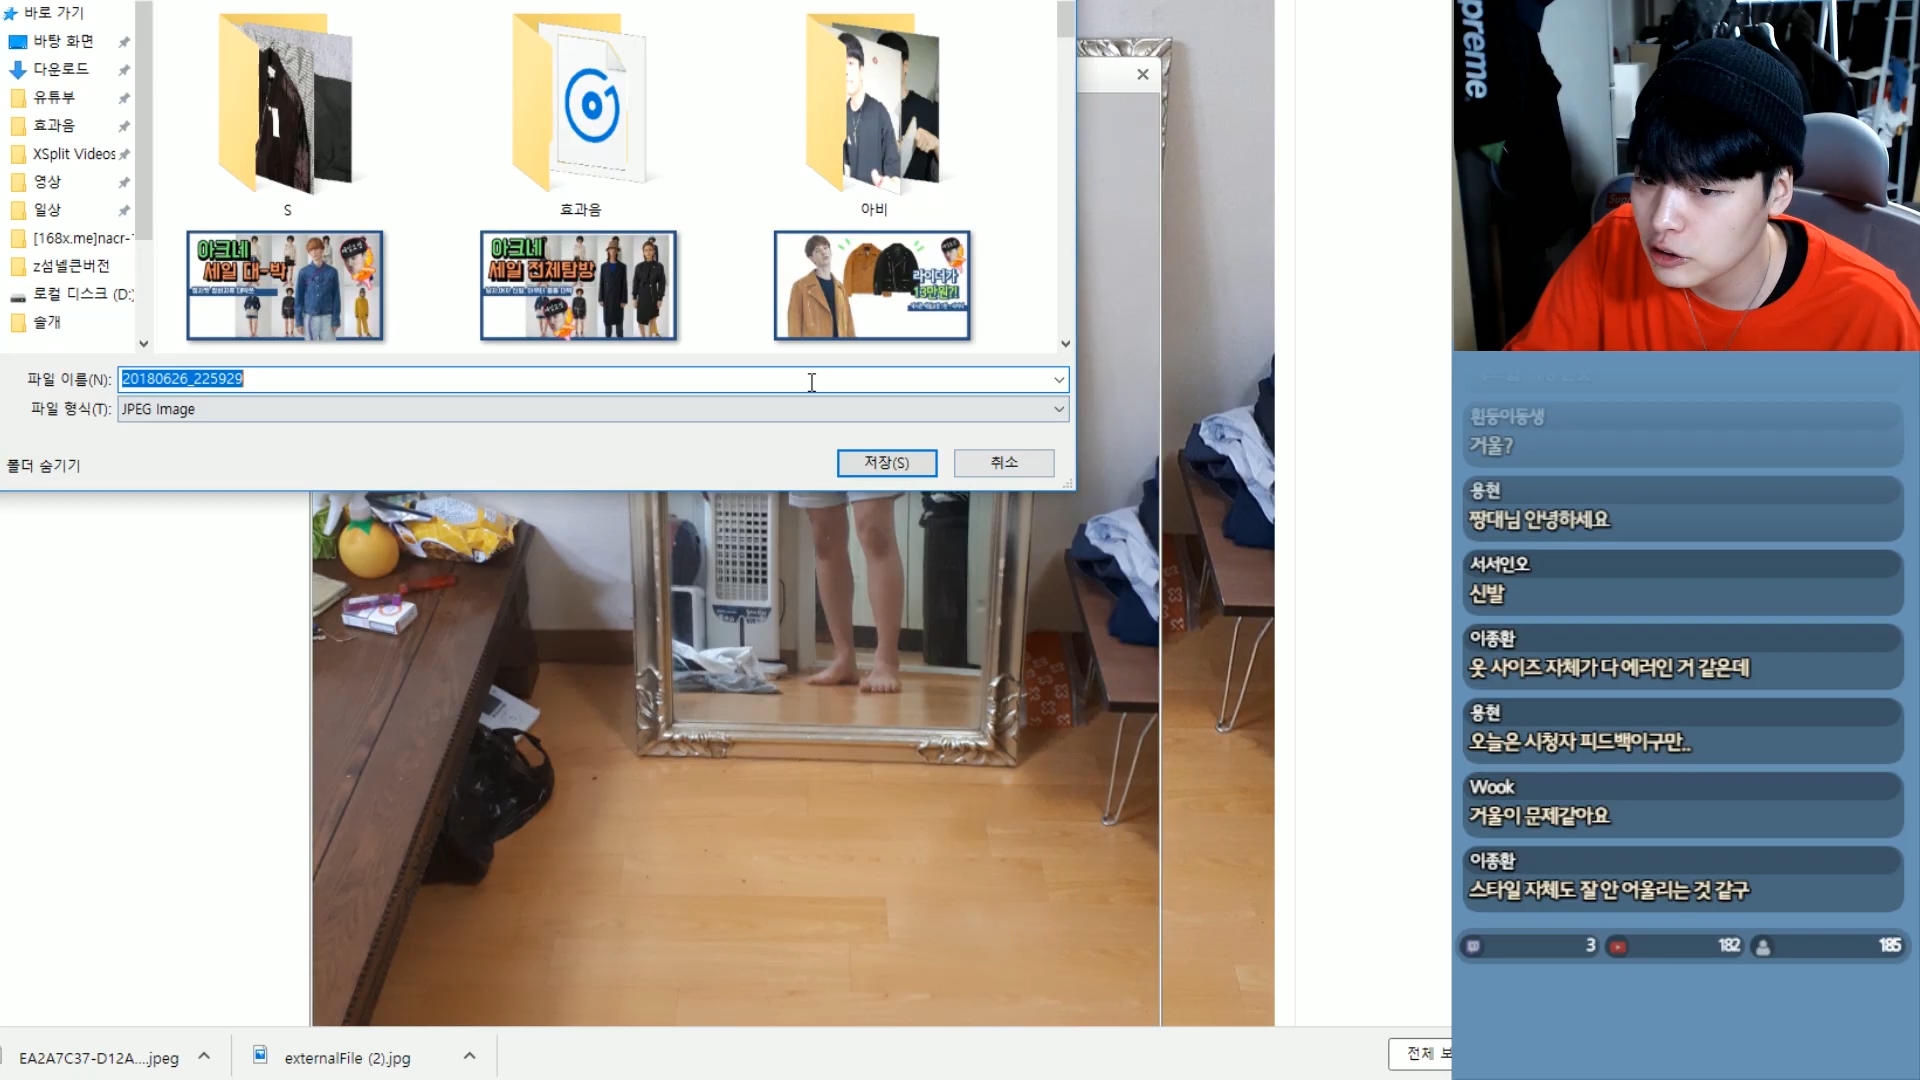 바로 가기
바탕 화면
다운로드
유튜부
효과음
XSplit Videos
영상
일상
[168x.me]nacr-
z섬넬큰버전
로컬 디스크 (D:)
솔개
S
효과음
아비
아크네
세일 대-박
아크네
세일 전체탐방
라이더가
13만원?!
파일 이름(N):
20180626_225929
파일 형식(T):
JPEG Image
폴더 숨기기
저장(S)
취소
preme
흰둥이동생
거울?
용현
짱대님 안녕하세요
서서인오
신발
이종환
옷 사이즈 자체가 다 에러인 거 같은데
용현
오늘은 시청자 피드백이구만..
Wook
거울이 문제같아요
이종환
스타일 자체도 잘 안 어울리는 것 같구
3
182
185
EA2A7C37-D12A....jpeg
externalFile (2).jpg
전체 보